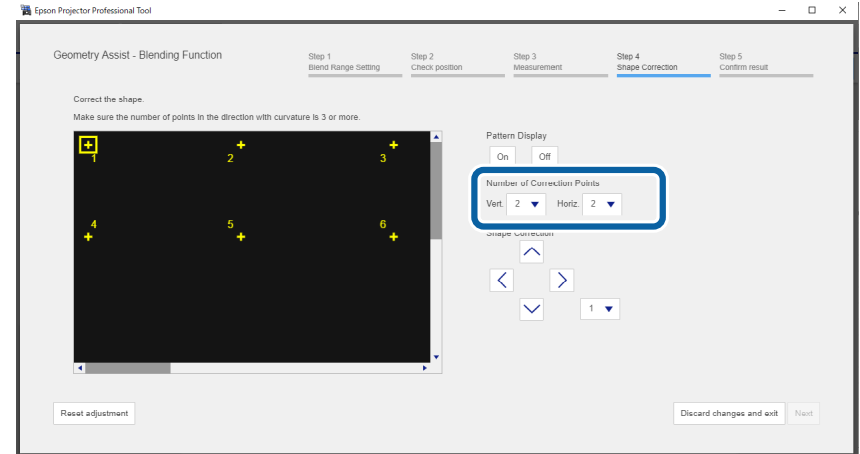 Epson Projector Professional Tool
Geometry Assist - Blending Function
Step 1
Blend Range Setting
Step 2
Check position
Step 3
Measurement
Step 4
Shape Correction
Step 5
Confirm result
Correct the shape.
Make sure the number of points in the direction with curvature is 3 or more.
1
2
3
4
5
6
Pattern Display
On Off
Number of Correction Points
Vert. 2 Horiz. 2
Shape Correction
1
Reset adjustment
Discard changes and exit
Next